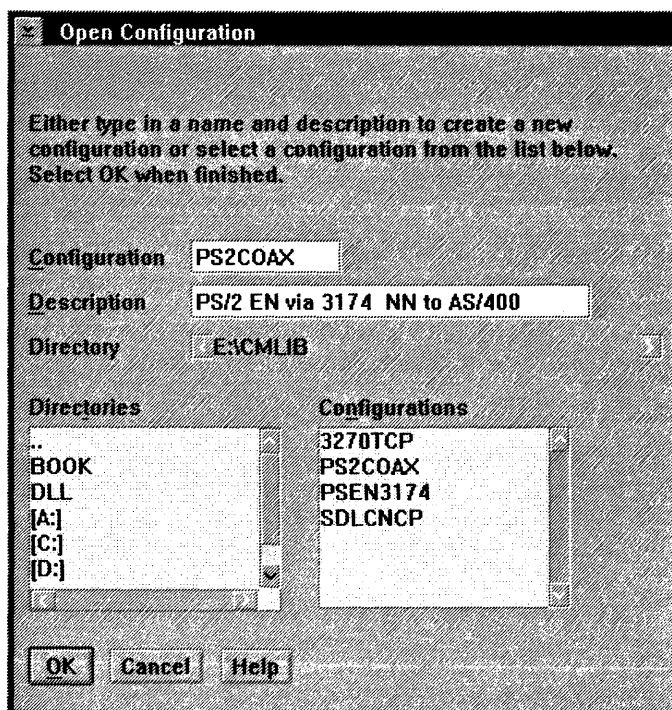 Open Configuration
Either type in a name and description to create a new
configuration or select a configuration from the list below.
Select OK when finished.
Configuration PS2COAX
Description PS/2 EN via 3174 NN to AS/400
Directory E:\CMLIB
Directories Configurations
.. 3270TCP
BOOK PS2COAX
DLL PSEN3174
[A:] SDLCNCP
[C:]
[D:]
OK Cancel Help